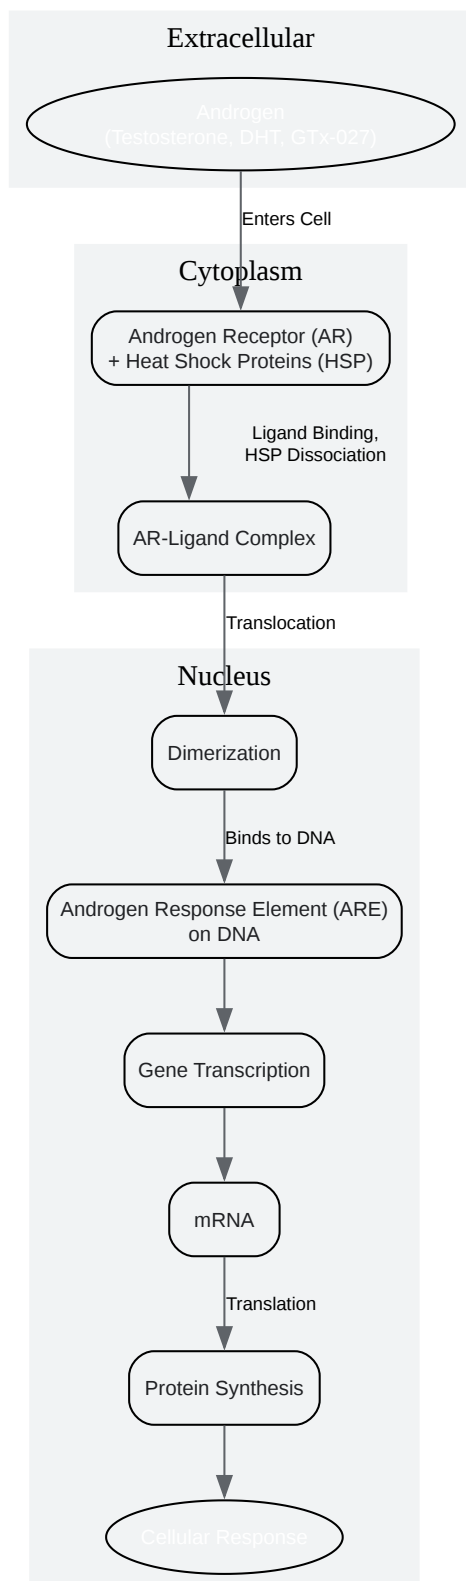 Extracellular
Androgen
(Testosterone, DHT, GTx-027)
Enters Cell
Cytoplasm
Androgen Receptor (AR)
+ Heat Shock Proteins (HSP)
Ligand Binding,
HSP Dissociation
AR-Ligand Complex
Translocation
Nucleus
Dimerization
Binds to DNA
Androgen Response Element (ARE)
on DNA
Gene Transcription
mRNA
Translation
Protein Synthesis
Cellular Response